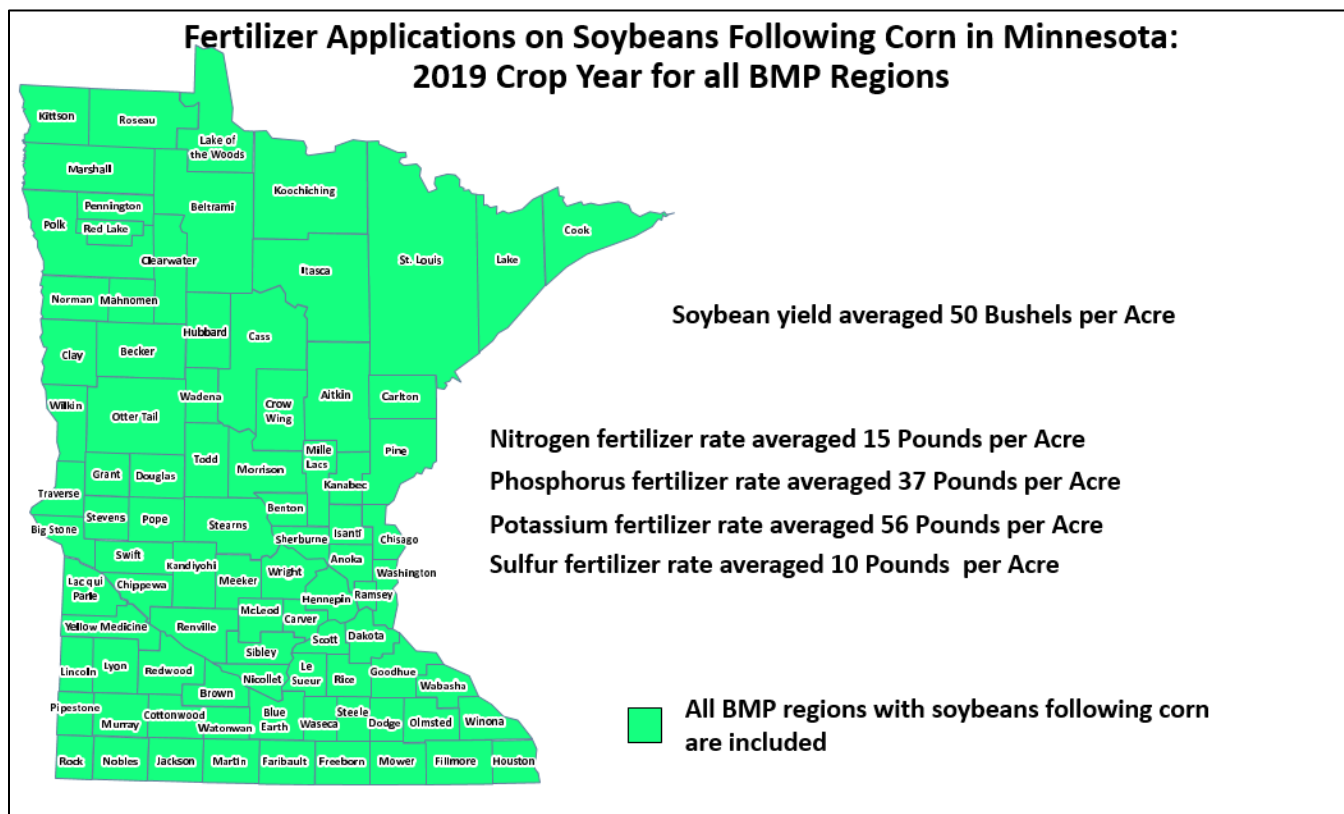 Fertilizer Applications on Soybeans Following Corn in Minnesota:
2019 Crop Year for all BMP Regions
Kittson
Roseau
Lake of
the Woods
Marshall
Koochiching
Pennington
Beltrami
Polk
Red Lake
Cook
Clearwater
St. Louis
Lake
Itasca
Norman
Mahnomen
Hubbard
Cass
Clay
Becker
Wilkin
Otter Tail
Wadena
Crow
Wing
Aitkin
Carlton
Todd
Morrison
Mille
Lacs
Pine
Grant
Douglas
Kanabec
Traverse
Big Stone
Stevens
Pope
Stearns
Benton
Sherburne
Isanti
Chisago
Swift
Kandiyohi
Anoka
Lac qui
Parle
Chippewa
Meeker
Wright
Washington
Hennepin
Ramsey
McLeod
Carver
Yellow Medicine
Renville
Scott
Dakota
Sibley
Lincoln
Lyon
Redwood
Nicollet
Le
Sueur
Rice
Goodhue
Wabasha
Brown
Pipestone
Murray
Cottonwood
Watonwan
Blue
Earth
Waseca
Steele
Dodge
Olmsted
Winona
Rock
Nobles
Jackson
Martin
Faribault
Freeborn
Mower
Fillmore
Houston
Soybean yield averaged 50 Bushels per Acre
Nitrogen fertilizer rate averaged 15 Pounds per Acre
Phosphorus fertilizer rate averaged 37 Pounds per Acre
Potassium fertilizer rate averaged 56 Pounds per Acre
Sulfur fertilizer rate averaged 10 Pounds  per Acre
All BMP regions with soybeans following corn
are included